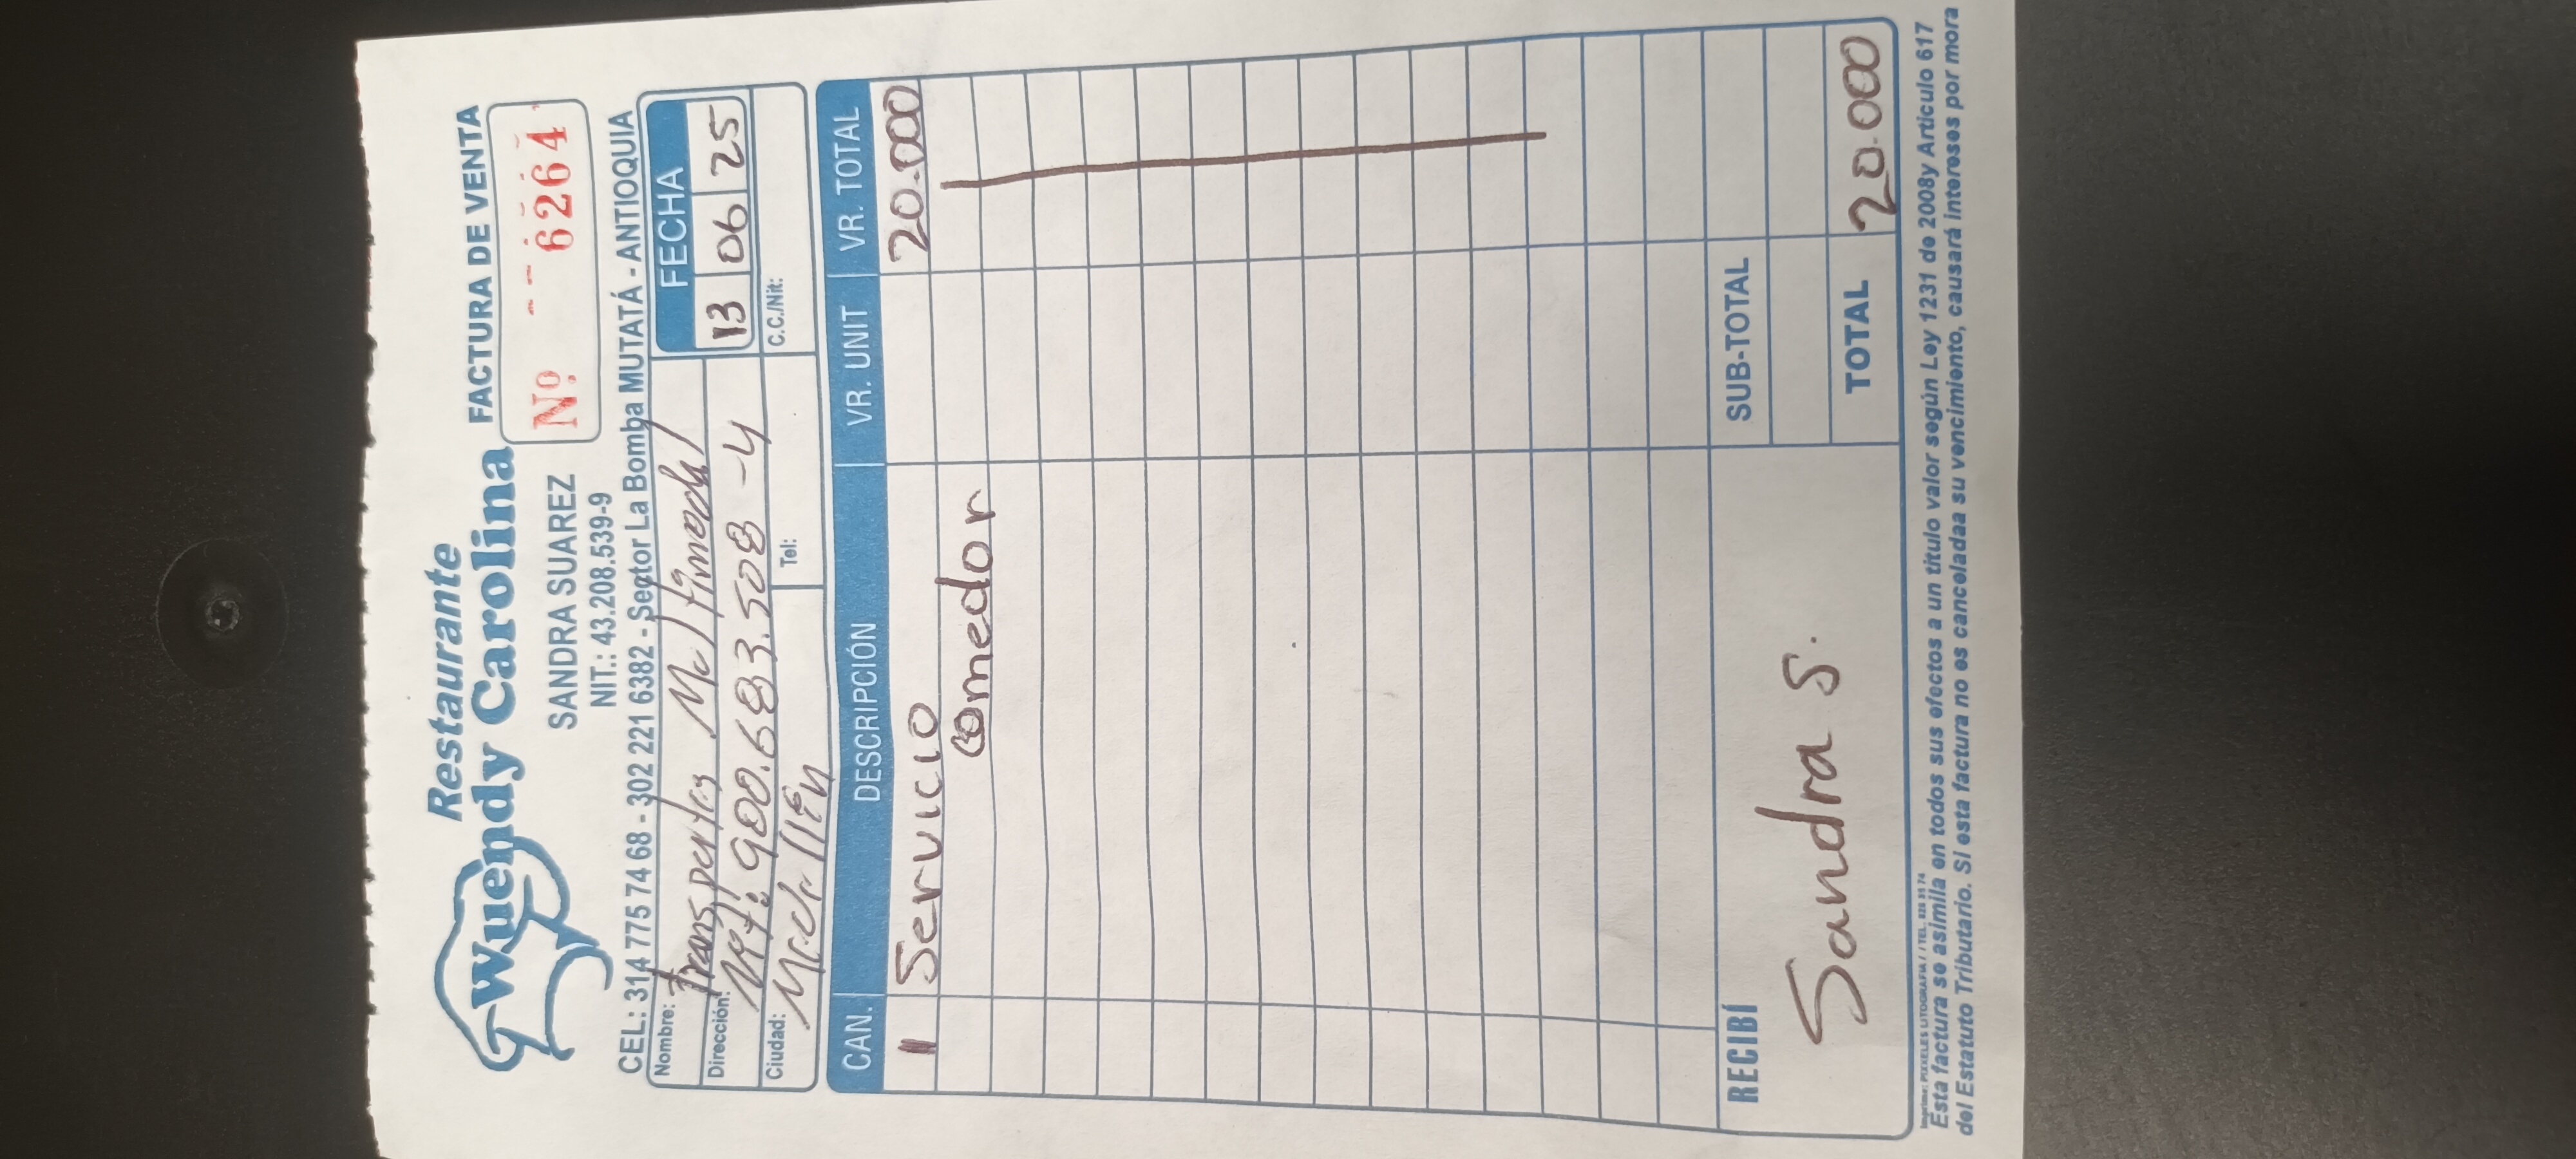 Restaurante
Wuendy Carolina
FACTURA DE VENTA
SANDRA SUAREZ
NIT.: 43.208.539-9
Nº 6264
CEL: 314 775 74 68 - 302 221 6382 - Sector La Bomba MUTATÁ - ANTIOQUIA
Nombre: Transportes
FECHA
Dirección: Nit: 900.683.508-4
13 06 25
Ciudad: Medellín
Tel:
C.C./Nit:
CAN. DESCRIPCIÓN VR. UNIT VR. TOTAL
1 Servicio 20.000
comedor
RECIBÍ
Sandra S.
SUB-TOTAL
TOTAL 20.000
Esta factura se asimila en todos sus efectos a un titulo valor según Ley 1231 de 2008y Articulo 617
del Estatuto Tributario. Si esta factura no es canceladaa su vencimiento, causará intereses por mora